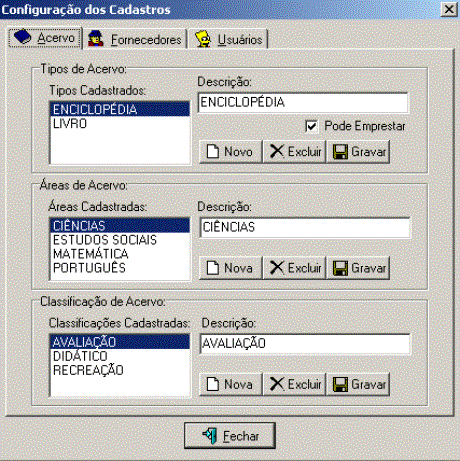 Configuração dos Cadastros
Acervo Fornecedores Usuários
Tipos de Acervo:
Tipos Cadastrados: Descrição:
ENCICLOPÉDIA ENCICLOPÉDIA
LIVRO
Pode Emprestar
Novo Excluir Gravar
Áreas de Acervo:
Áreas Cadastradas: Descrição:
CIÊNCIAS CIÊNCIAS
ESTUDOS SOCIAIS
MATEMÁTICA
PORTUGUÊS
Nova Excluir Gravar
Classificação de Acervo:
Classificações Cadastradas: Descrição:
AVALIAÇÃO AVALIAÇÃO
DIDÁTICO
RECREAÇÃO
Nova Excluir Gravar
Fechar